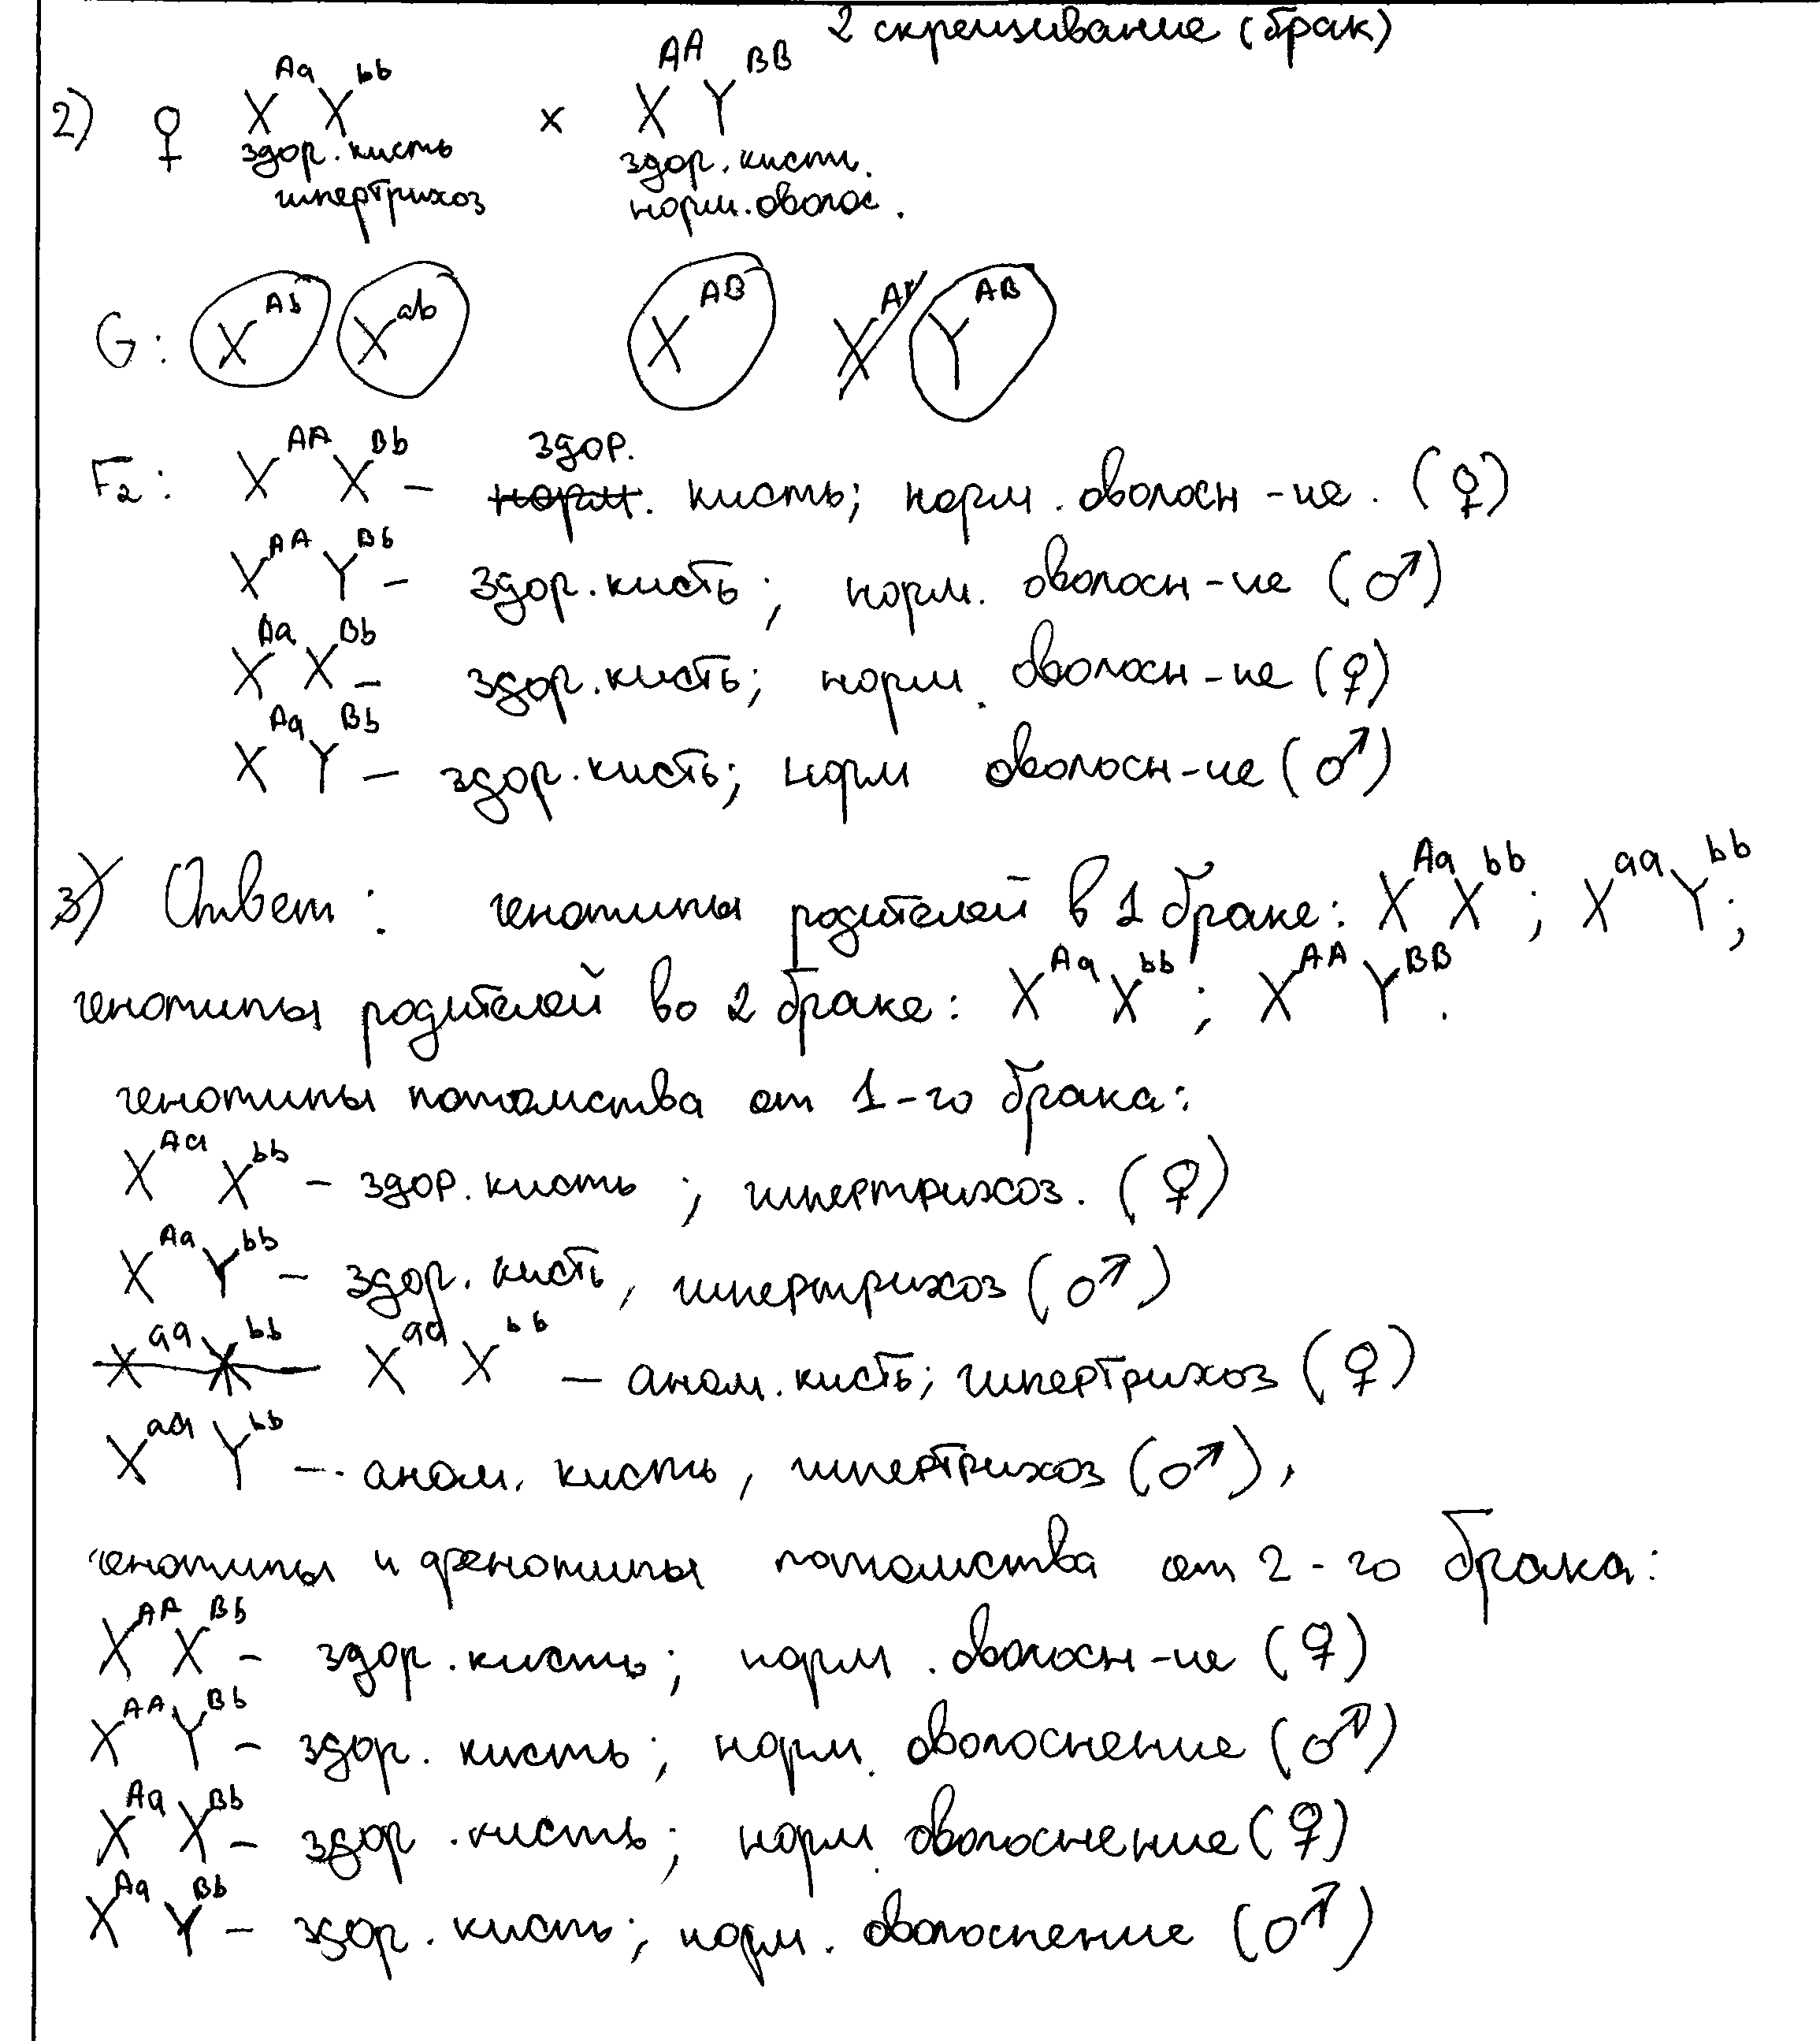 2 скрещивание (брак)
2) ♀ X^Aa X^bb x X^AA Y^BB
здор. кисть здор. кисти.
гипертрихоз норм. оволос.
G: X^Ab X^ab X^AB Y^AB
F₂: X^AA X^Bb – здор. кисть; норм. оволосн-ие. (♀)
X^AA Y^Bb – здор. кисть; норм. оволосн-ие (♂)
X^Aa X^Bb – здор. кисть; норм. оволосн-ие (♀)
X^Aa Y^Bb – здор. кисть; норм оволосн-ие (♂)
3) Ответ: генотипы родителей в 1 браке: X^Aa X^bb; X^aa Y^bb;
генотипы родителей во 2 браке: X^Aa X^bb; X^AA Y^BB.
генотипы потомства от 1-го брака:
X^Aa X^bb – здор. кисть; гипертрихоз. (♀)
X^Aa Y^bb – здор. кисть, гипертрихоз (♂)
X^aa X^bb X^aa X^bb – аном. кисть; гипертрихоз (♀)
X^aa Y^bb – аном. кисть, гипертрихоз (♂),
генотипы и фенотипы потомства от 2-го брака:
X^AA X^Bb – здор. кисть; норм. оволосн-ие (♀)
X^AA Y^Bb – здор. кисть; норм. оволоснение (♂)
X^Aa X^Bb – здор. кисть; норм. оволоснение (♀)
X^Aa Y^Bb – здор. кисть; норм. оволоснение (♂)